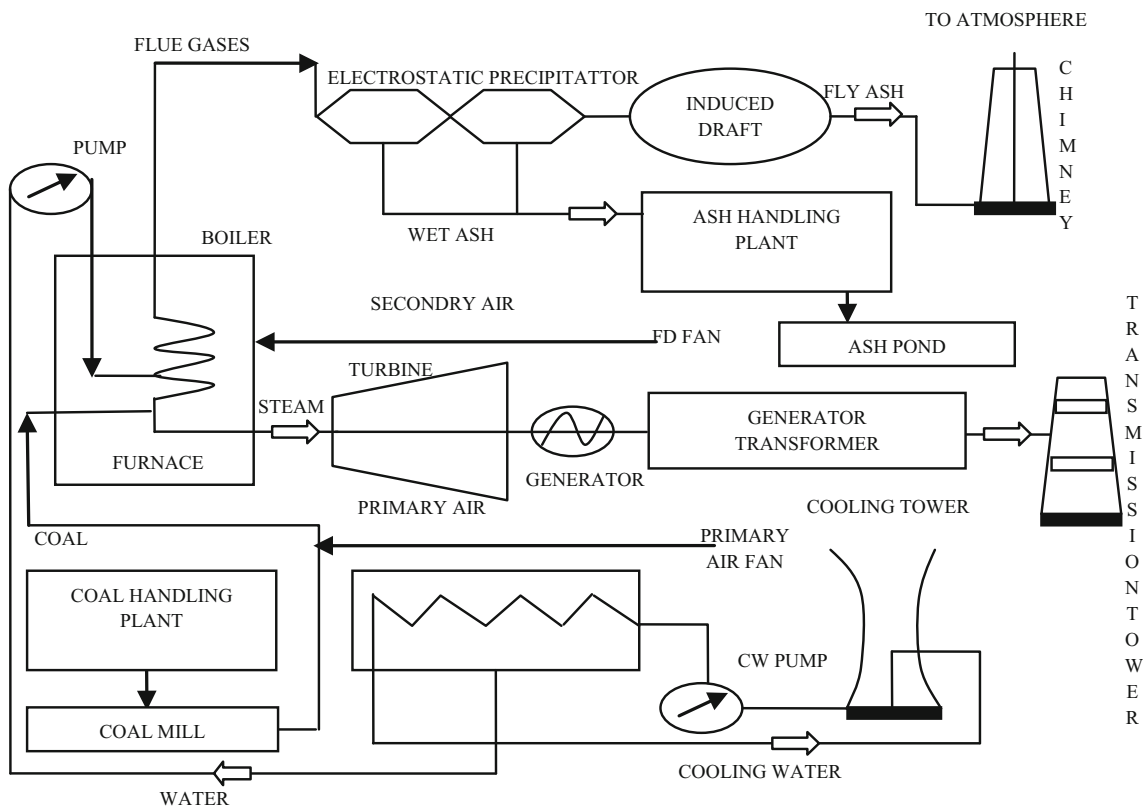 TO ATMOSPHERE
FLUE GASES
ELECTROSTATIC PRECIPITATTOR
CHIMNEY
INDUCED
DRAFT
FLY ASH
PUMP
WET ASH
ASH HANDLING
PLANT
BOILER
SECONDRY AIR
FD FAN
ASH POND
TRANSMISSIONTOWER
TURBINE
STEAM
GENERATOR
TRANSFORMER
FURNACE
GENERATOR
PRIMARY AIR
COOLING TOWER
COAL
PRIMARY
AIR FAN
COAL HANDLING
PLANT
CW PUMP
COAL MILL
COOLING WATER
WATER